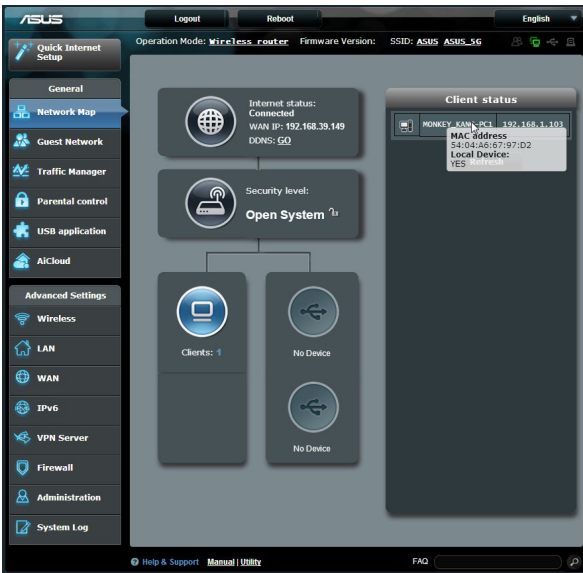 ASUS
Logout
Reboot
English
Quick Internet
Setup
Operation Mode: Wireless router Firmware Version: SSID: ASUS ASUS_5G
General
Network Map
Guest Network
Traffic Manager
Parental control
USB application
AiCloud
Advanced Settings
Wireless
LAN
WAN
IPv6
VPN Server
Firewall
Administration
System Log
Internet status:
Connected
WAN IP: 192.168.39.149
DDNS: GO
Security level:
Open System
Clients: 1
No Device
No Device
Client status
192.168.1.103
MAC address
54:04:A6:67:97:D2
Local Device:
YES
Refresh
Help & Support Manual | Utility
FAQ